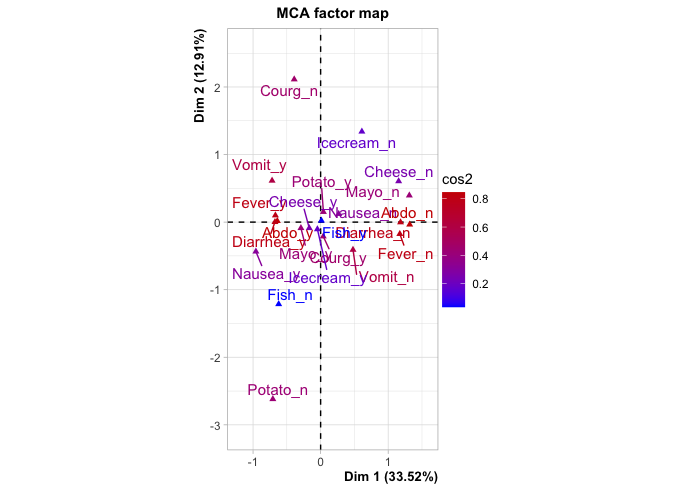 MCA factor map
Dim 2 (12.91%)
2
1
0
-1
-2
-3
Courg_n
Icecream_n
Vomit_y
Cheese_n
Potato_y
Mayo_n
Fever_y
Cheese_y
Nausea_n
Abdo_n
Abdo_y
Fish_y
Diarrhea_n
Diarrhea_y
Mayo_y
Courg_y
Fever_n
Nausea_y
Icecream_y
Vomit_n
Fish_n
Potato_n
-1
0
1
Dim 1 (33.52%)
cos2
0.8
0.6
0.4
0.2